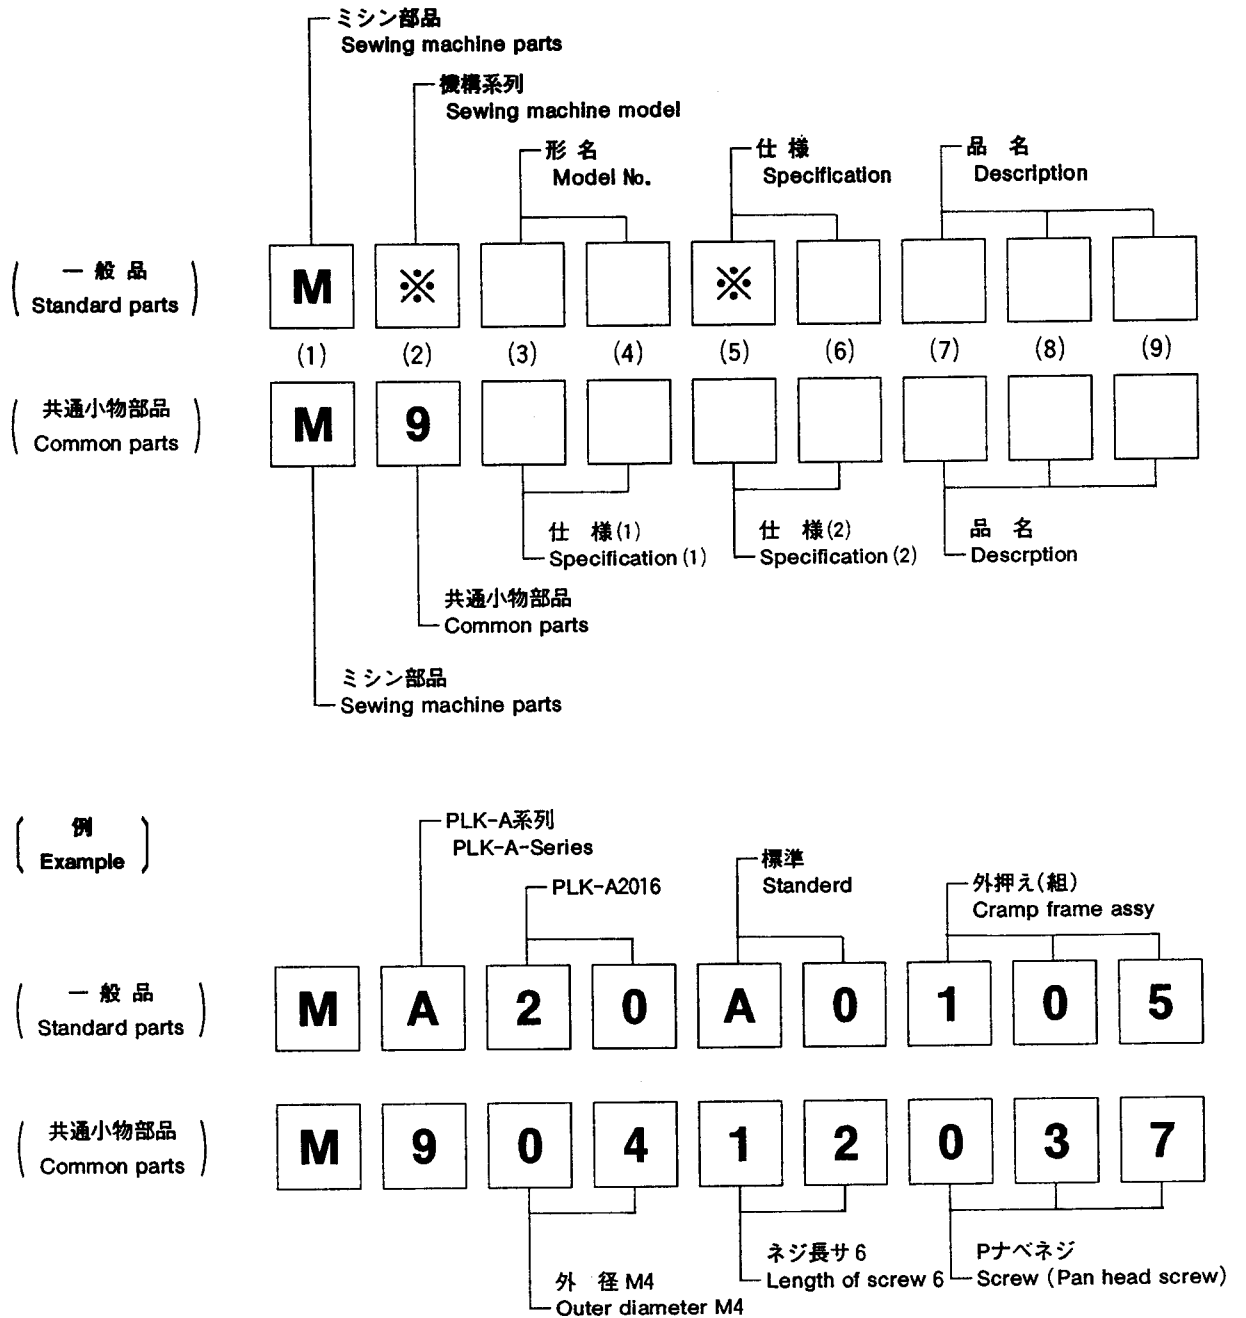 ミシン部品
Sewing machine parts
機構系列
Sewing machine model
形 名
Model No.
仕 様
Specification
品 名
Description
一 般 品
Standard parts
M ※ ※
(1) (2) (3) (4) (5) (6) (7) (8) (9)
共通小物部品
Common parts
M 9
仕 様(1)
Specification (1)
仕 様(2)
Specification (2)
品 名
Descrption
共通小物部品
Common parts
ミシン部品
Sewing machine parts
例
Example
PLK-A系列
PLK-A-Series
PLK-A2016
標準
Standerd
外押え(組)
Cramp frame assy
一 般 品
Standard parts
M A 2 0 A 0 1 0 5
共通小物部品
Common parts
M 9 0 4 1 2 0 3 7
外 径 M4
Outer diameter M4
ネジ長サ 6
Length of screw 6
Pナベネジ
Screw (Pan head screw)